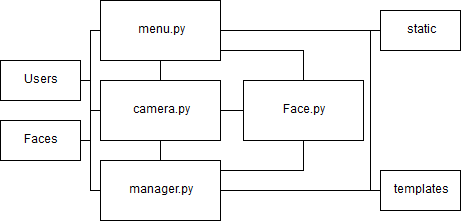 menu.py
static
Users
camera.py
Face.py
Faces
manager.py
templates